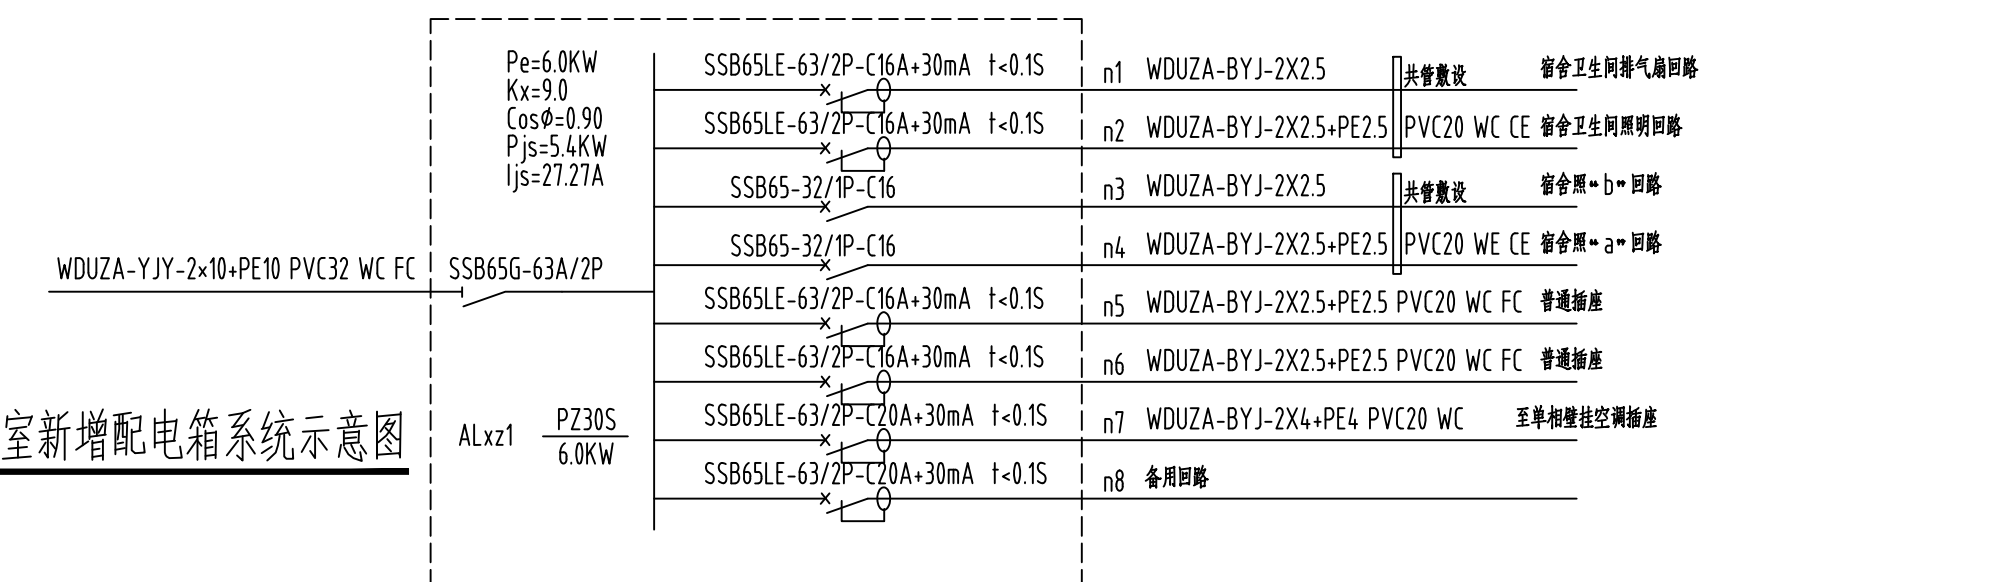 Pe=6.0KW
Kx=9.0
CosØ=0.90
Pjs=5.4KW
Ijs=27.27A
WDUZA-YJY-2×10+PE10 PVC32 WC FC
SSB65G-63A/2P
室新增配电箱系统示意图
ALxz1
PZ30S
6.0KW
SSB65LE-63/2P-C16A+30mA t<0.1S n1 WDUZA-BYJ-2X2.5 共管敷设 宿舍卫生间排气扇回路
SSB65LE-63/2P-C16A+30mA t<0.1S n2 WDUZA-BYJ-2X2.5+PE2.5 PVC20 WC CE 宿舍卫生间照明回路
SSB65-32/1P-C16 n3 WDUZA-BYJ-2X2.5 共管敷设 宿舍照"b"回路
SSB65-32/1P-C16 n4 WDUZA-BYJ-2X2.5+PE2.5 PVC20 WE CE 宿舍照"a"回路
SSB65LE-63/2P-C16A+30mA t<0.1S n5 WDUZA-BYJ-2X2.5+PE2.5 PVC20 WC FC 普通插座
SSB65LE-63/2P-C16A+30mA t<0.1S n6 WDUZA-BYJ-2X2.5+PE2.5 PVC20 WC FC 普通插座
SSB65LE-63/2P-C20A+30mA t<0.1S n7 WDUZA-BYJ-2X4+PE4 PVC20 WC 至单相壁挂空调插座
SSB65LE-63/2P-C20A+30mA t<0.1S n8 备用回路